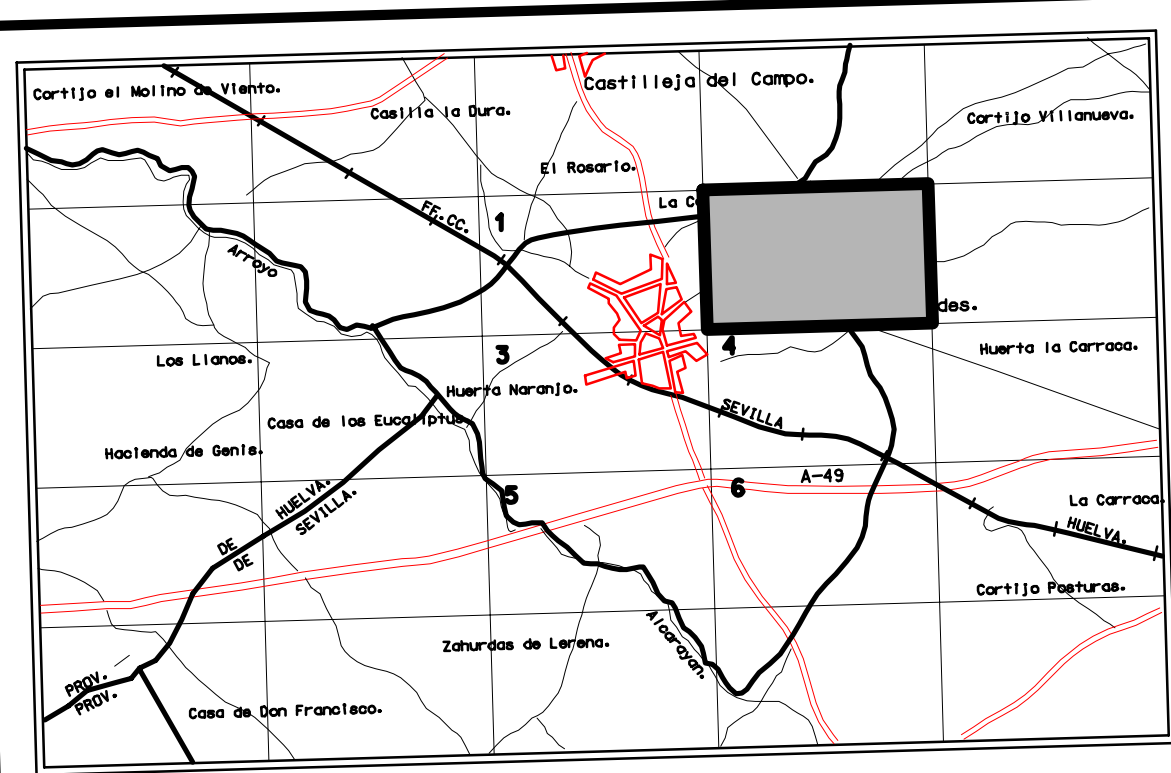 Castilleja del Campo.
Cortijo el Molino de Viento.
Casilla la Dura.
Cortijo Villanueva.
El Rosario.
FF.CC.
1
La
Arroyo
des.
Los Llanos.
3
4
Huerta la Carraca.
Huerta Naranjo.
SEVILLA
Casa de los Eucaliptus.
Hacienda de Genis.
A-49
6
5
HUELVA.
SEVILLA.
La Carraca.
HUELVA.
DE
DE
Cortijo Posturas.
Alcarayan.
Zahurdas de Lerena.
PROV.
PROV.
Casa de Don Francisco.